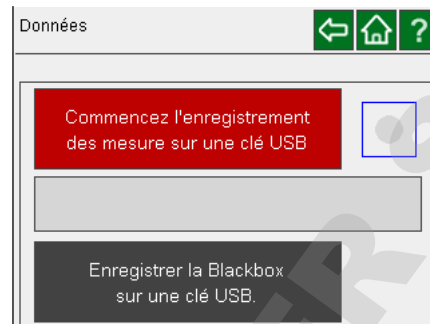 Données
?
Commencez l'enregistrement
des mesure sur une clé USB
Enregistrer la Blackbox
sur une clé USB.